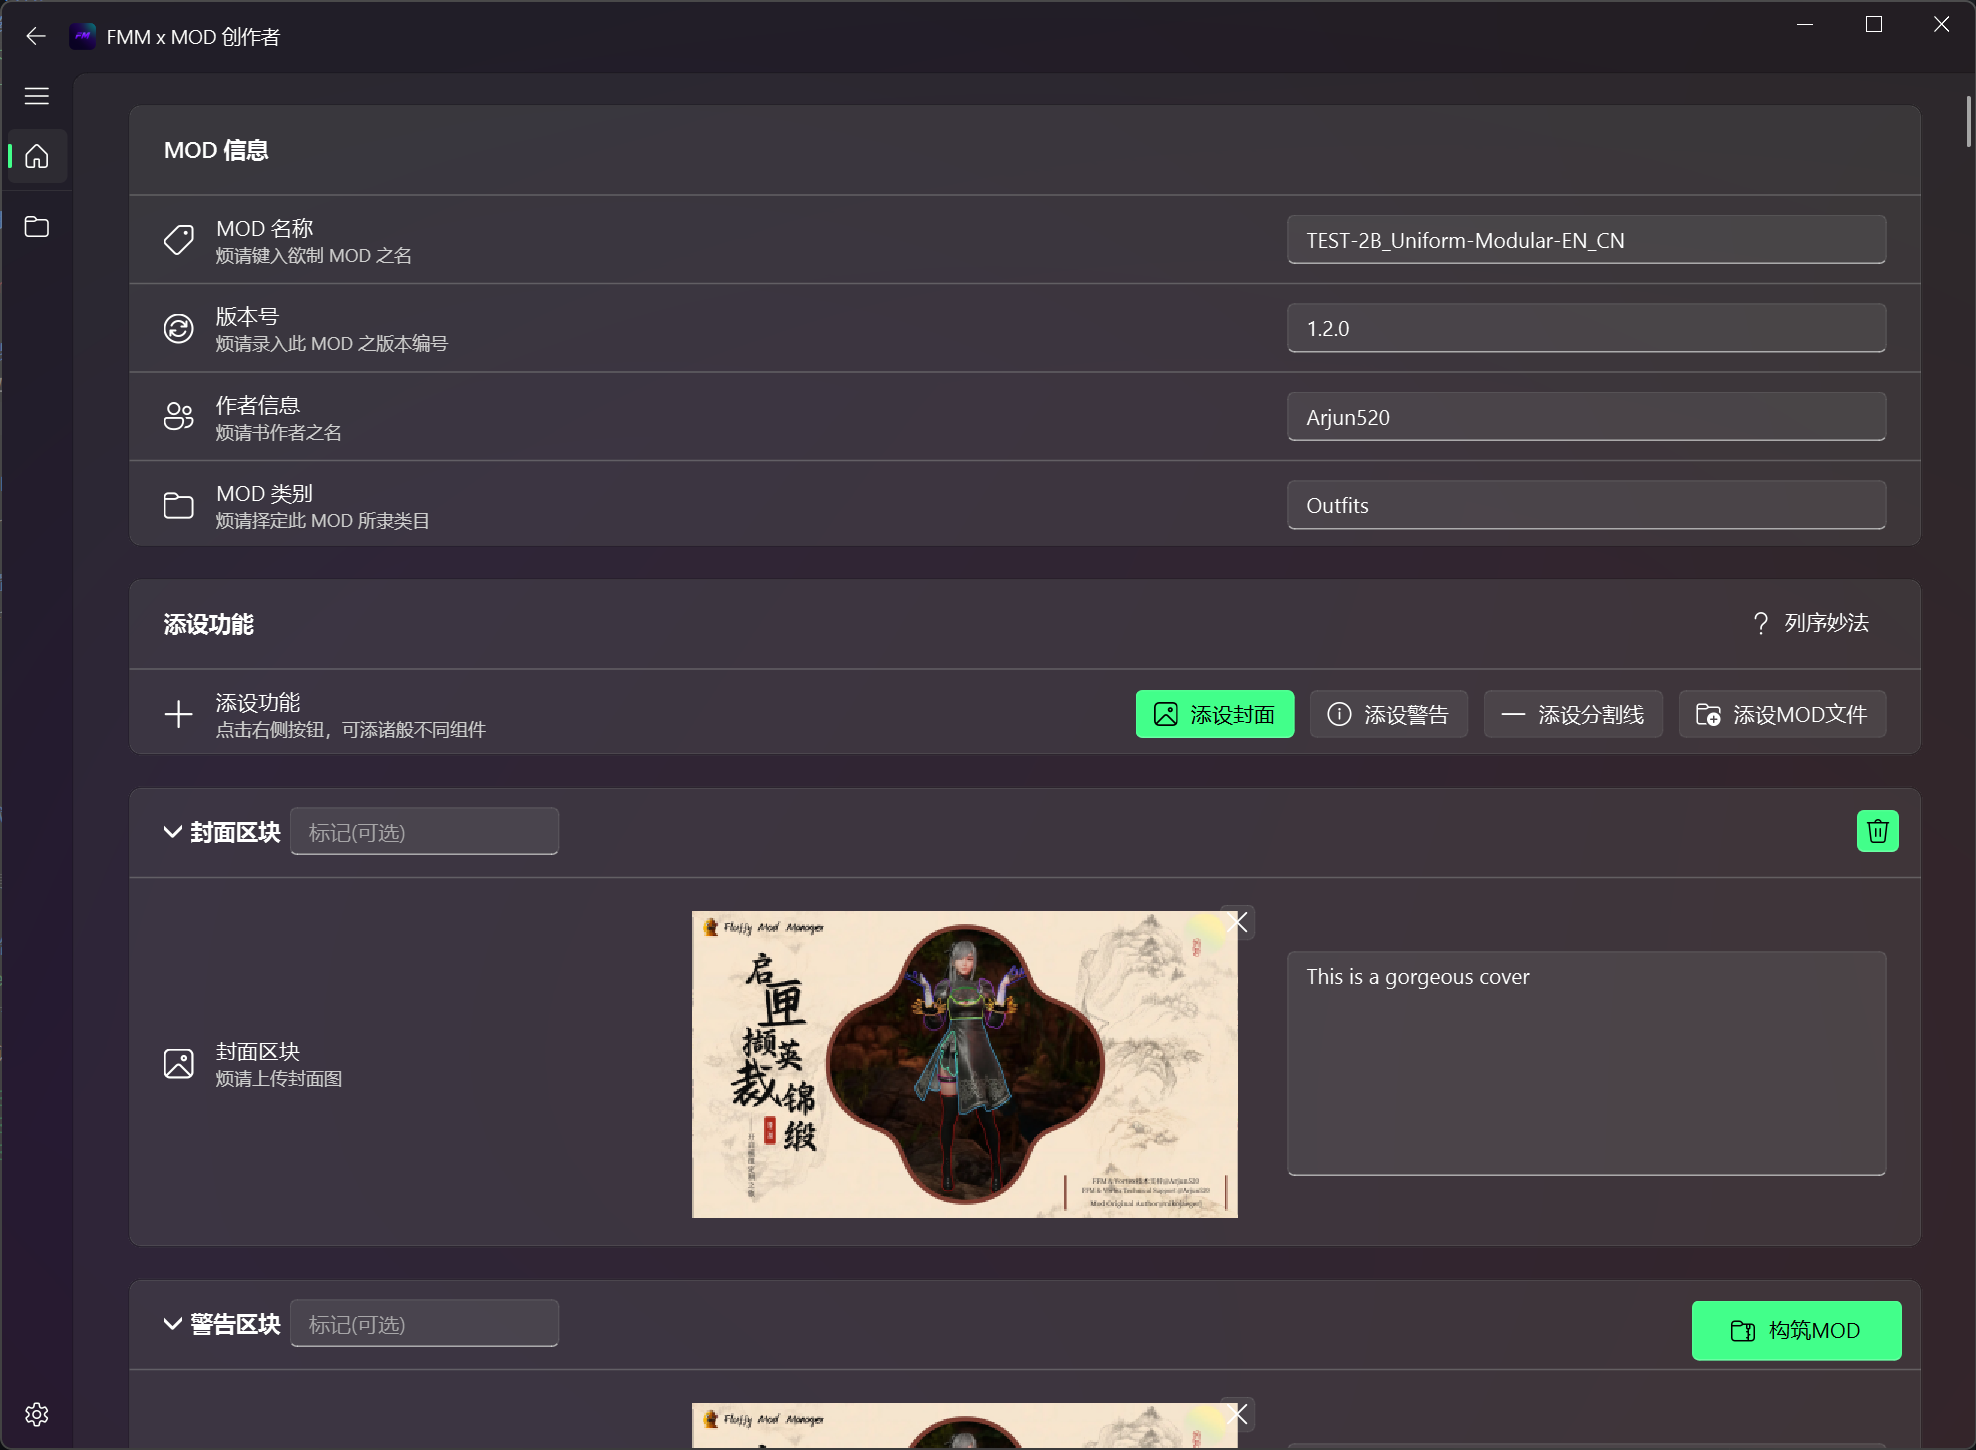 FMM x MOD 创作者
MOD 信息
MOD 名称
烦请键入欲制 MOD 之名
TEST-2B_Uniform-Modular-EN_CN
版本号
烦请录入此 MOD 之版本编号
1.2.0
作者信息
烦请书作者之名
Arjun520
MOD 类别
烦请择定此 MOD 所隶类目
Outfits
添设功能
? 列序妙法
添设功能
点击右侧按钮，可添诸般不同组件
添设封面
添设警告
添设分割线
添设MOD文件
封面区块
标记(可选)
封面区块
烦请上传封面图
Fluffy Mod Manager
启匣
撷英
裁锦缎
This is a gorgeous cover
警告区块
标记(可选)
构筑MOD
Fluffy Mod Manager